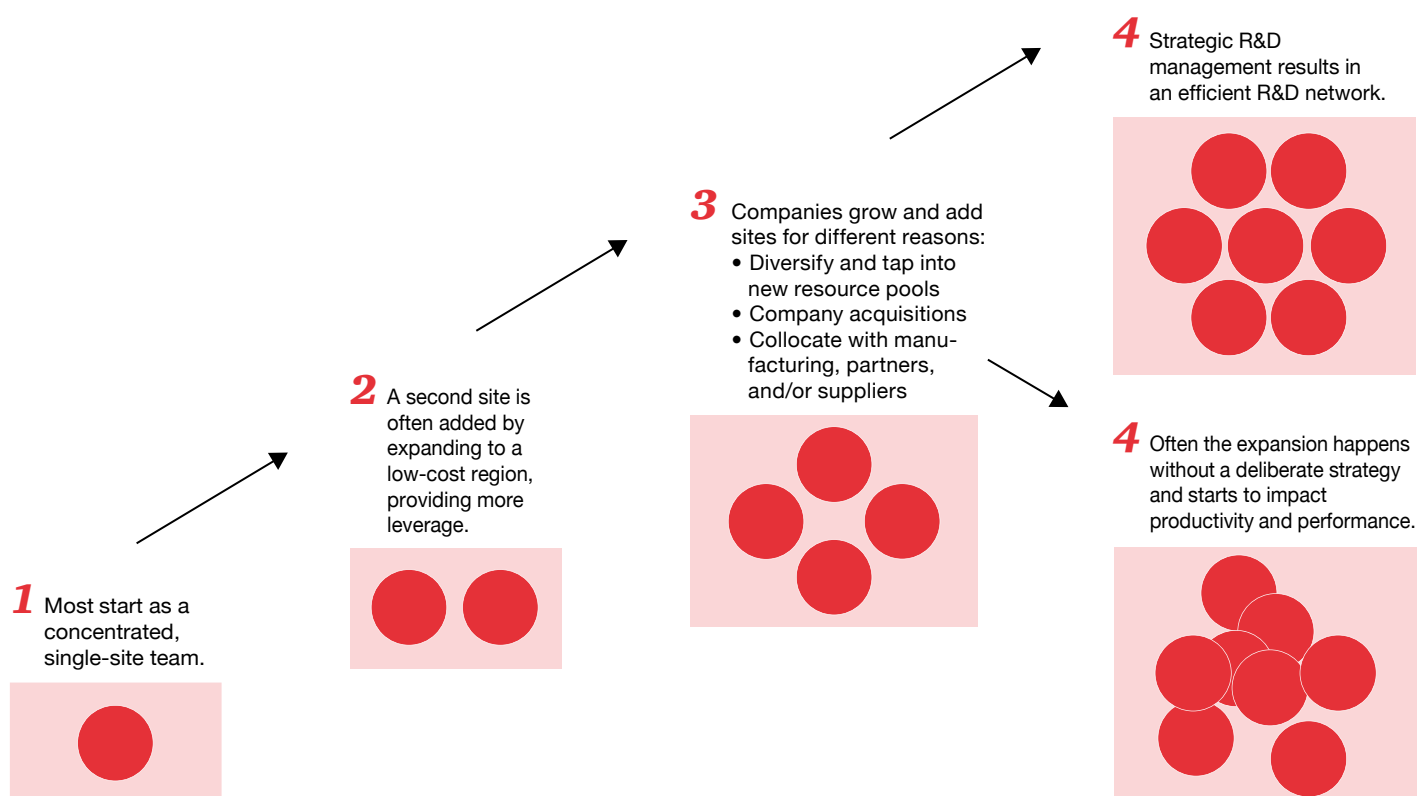 1 Most start as a
concentrated,
single-site team.
2 A second site is
often added by
expanding to a
low-cost region,
providing more
leverage.
3 Companies grow and add
sites for different reasons:
• Diversify and tap into
new resource pools
• Company acquisitions
• Collocate with manu-
facturing, partners,
and/or suppliers
4 Strategic R&D
management results in
an efficient R&D network.
4 Often the expansion happens
without a deliberate strategy
and starts to impact
productivity and performance.